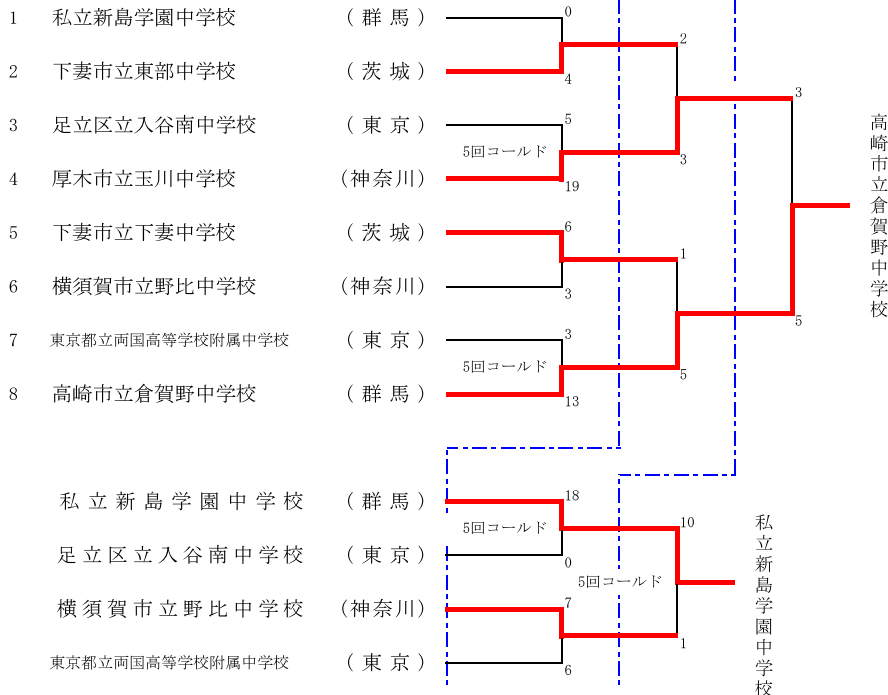 1 私立新島学園中学校 (群馬) 0
2
2 下妻市立東部中学校 (茨城) 4
3
3 足立区立入谷南中学校 (東京) 5
5回コールド
3
4 厚木市立玉川中学校 (神奈川) 19
高崎市立倉賀野中学校
5 下妻市立下妻中学校 (茨城) 6
1
6 横須賀市立野比中学校 (神奈川) 3
5
7 東京都立両国高等学校附属中学校 (東京) 3
5回コールド
5
8 高崎市立倉賀野中学校 (群馬) 13
私立新島学園中学校 (群馬) 18
5回コールド
10
足立区立入谷南中学校 (東京) 0
5回コールド
私立新島学園中学校
横須賀市立野比中学校 (神奈川) 7
1
東京都立両国高等学校附属中学校 (東京) 6